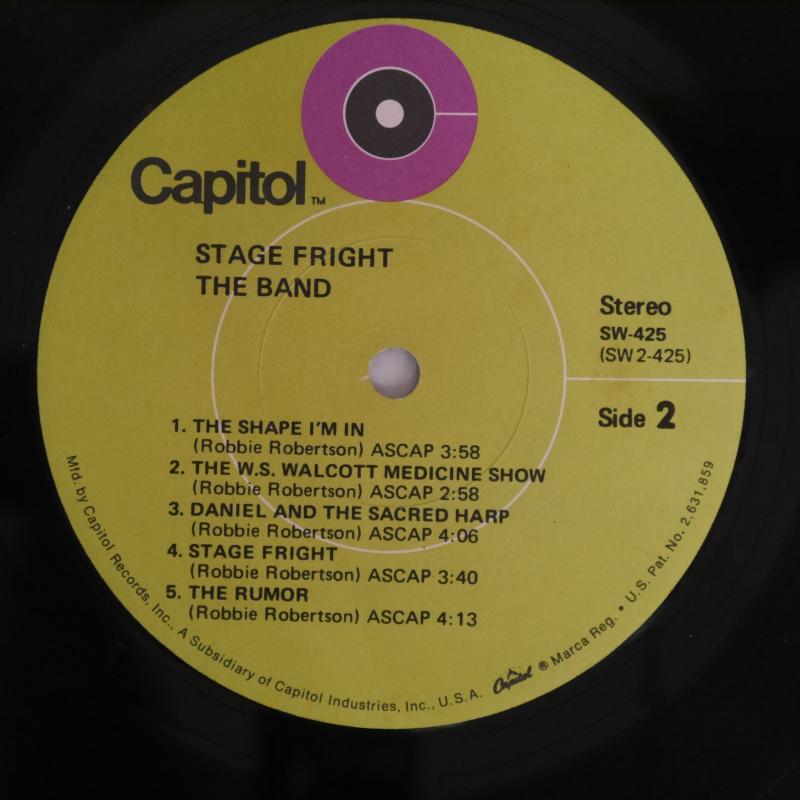 Capitol™
STAGE FRIGHT
THE BAND
Stereo
SW-425
(SW 2-425)
Side 2
1. THE SHAPE I'M IN
(Robbie Robertson) ASCAP 3:58
2. THE W.S. WALCOTT MEDICINE SHOW
(Robbie Robertson) ASCAP 2:58
3. DANIEL AND THE SACRED HARP
(Robbie Robertson) ASCAP 4:06
4. STAGE FRIGHT
(Robbie Robertson) ASCAP 3:40
5. THE RUMOR
(Robbie Robertson) ASCAP 4:13
Mfd. by Capitol Records, Inc., A Subsidiary of Capitol Industries, Inc., U.S.A. Capitol ® Marca Reg. • U.S. Pat. No. 2,631,859